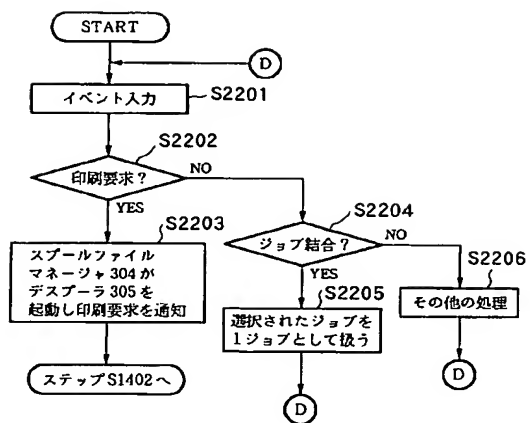 START
D
イベント入力
S2201
S2202
印刷要求?
NO
YES
S2203
スプールファイル
マネージャ304が
デスプーラ305を
起動し印刷要求を通知
ステップS1402へ
S2204
ジョブ結合?
NO
YES
S2205
選択されたジョブを
1ジョブとして扱う
D
S2206
その他の処理
D